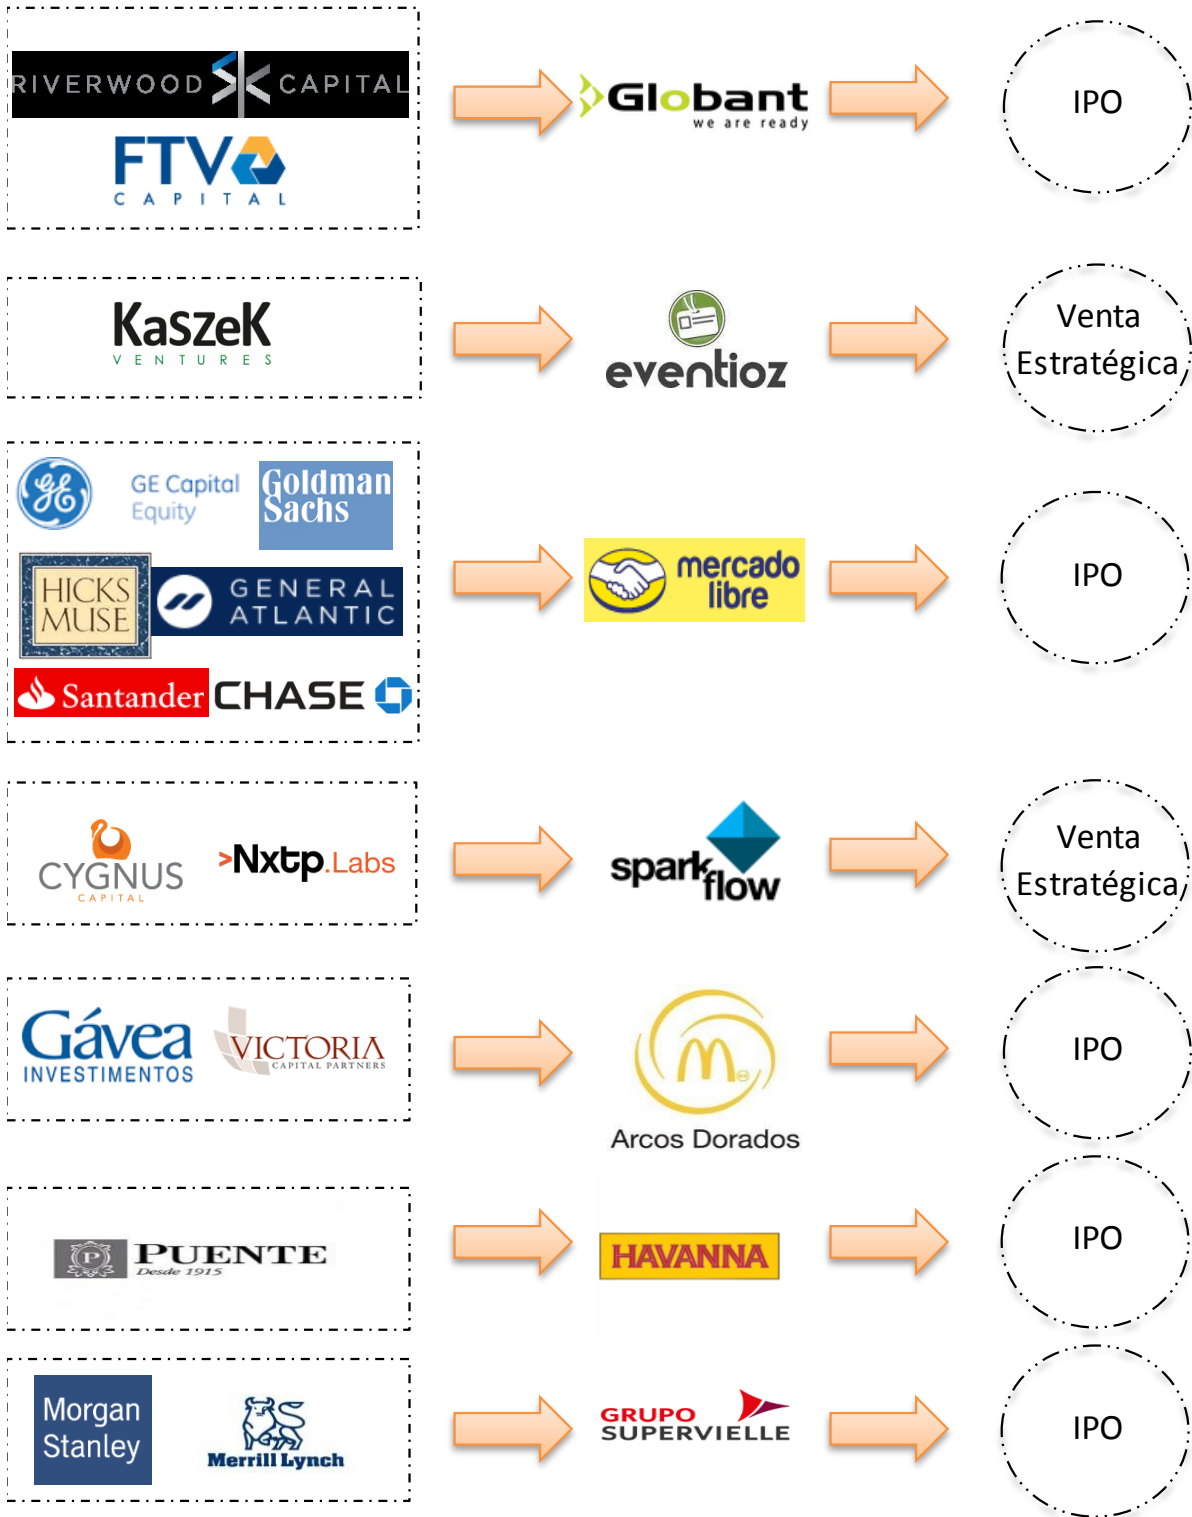 RIVERWOOD CAPITAL
FTV
CAPITAL
Globant
we are ready
IPO
KaszeK
VENTURES
eventioz
Venta
Estratégica
GE
GE Capital
Equity
Goldman
Sachs
HICKS
MUSE
GENERAL
ATLANTIC
Santander
CHASE
mercado
libre
IPO
CYGNUS
CAPITAL
>Nxtp.Labs
spark
flow
Venta
Estratégica
Gávea
INVESTIMENTOS
VICTORIA
CAPITAL PARTNERS
M
Arcos Dorados
IPO
P
PUENTE
Desde 1915
HAVANNA
IPO
Morgan
Stanley
Merrill Lynch
GRUPO
SUPERVIELLE
IPO